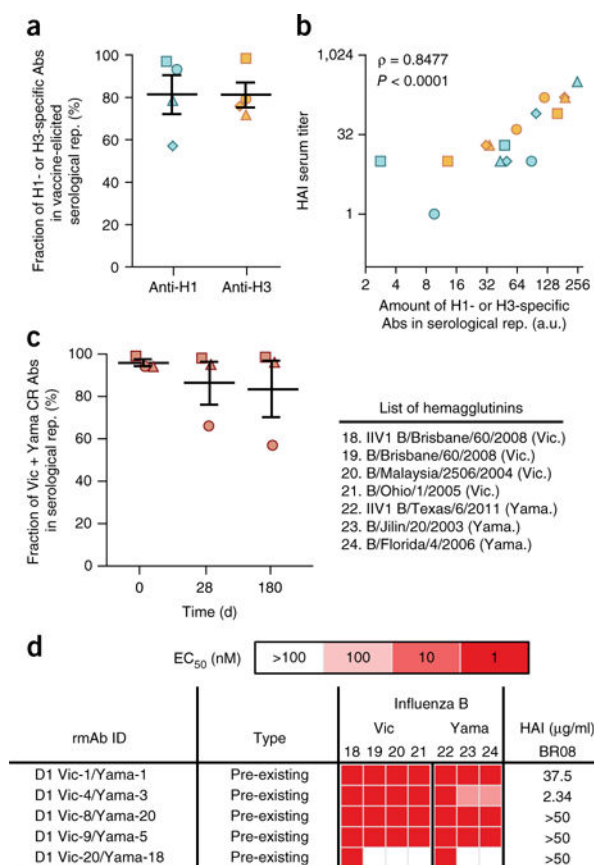 a
Fraction of H1- or H3-specific Abs
in vaccine-elicited
serological rep. (%)
100
80
60
40
20
0
Anti-H1
Anti-H3
b
HAI serum titer
1,024
32
1
ρ = 0.8477
P < 0.0001
2 4 8 16 32 64 128 256
Amount of H1- or H3-specific
Abs in serological rep. (a.u.)
c
Fraction of Vic + Yama CR Abs
in serological rep. (%)
100
80
60
40
20
0
0 28 180
Time (d)
List of hemagglutinins
18. IIV1 B/Brisbane/60/2008 (Vic.)
19. B/Brisbane/60/2008 (Vic.)
20. B/Malaysia/2506/2004 (Vic.)
21. B/Ohio/1/2005 (Vic.)
22. IIV1 B/Texas/6/2011 (Yama.)
23. B/Jilin/20/2003 (Yama.)
24. B/Florida/4/2006 (Yama.)
d
EC50 (nM) >100 100 10 1
Influenza B
rmAb ID Type Vic Yama HAI (μg/ml)
18 19 20 21 22 23 24 BR08
D1 Vic-1/Yama-1 Pre-existing 37.5
D1 Vic-4/Yama-3 Pre-existing 2.34
D1 Vic-8/Yama-20 Pre-existing >50
D1 Vic-9/Yama-5 Pre-existing >50
D1 Vic-20/Yama-18 Pre-existing >50